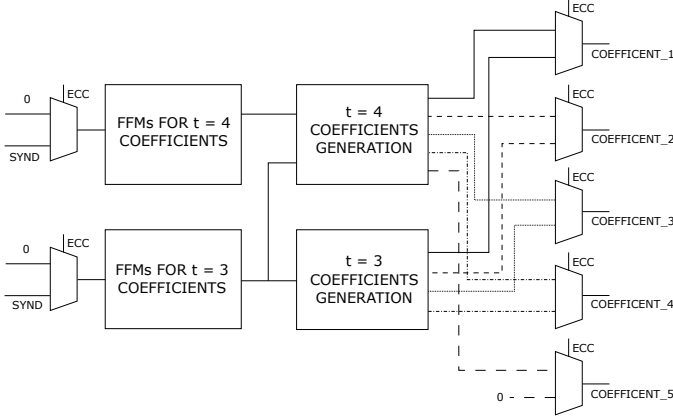 ECC
COEFFICENT_1
0
ECC
SYND
FFMs FOR t = 4
COEFFICIENTS
t = 4
COEFFICIENTS
GENERATION
ECC
COEFFICENT_2
ECC
COEFFICENT_3
0
ECC
SYND
FFMs FOR t = 3
COEFFICIENTS
t = 3
COEFFICIENTS
GENERATION
ECC
COEFFICENT_4
ECC
0
COEFFICENT_5